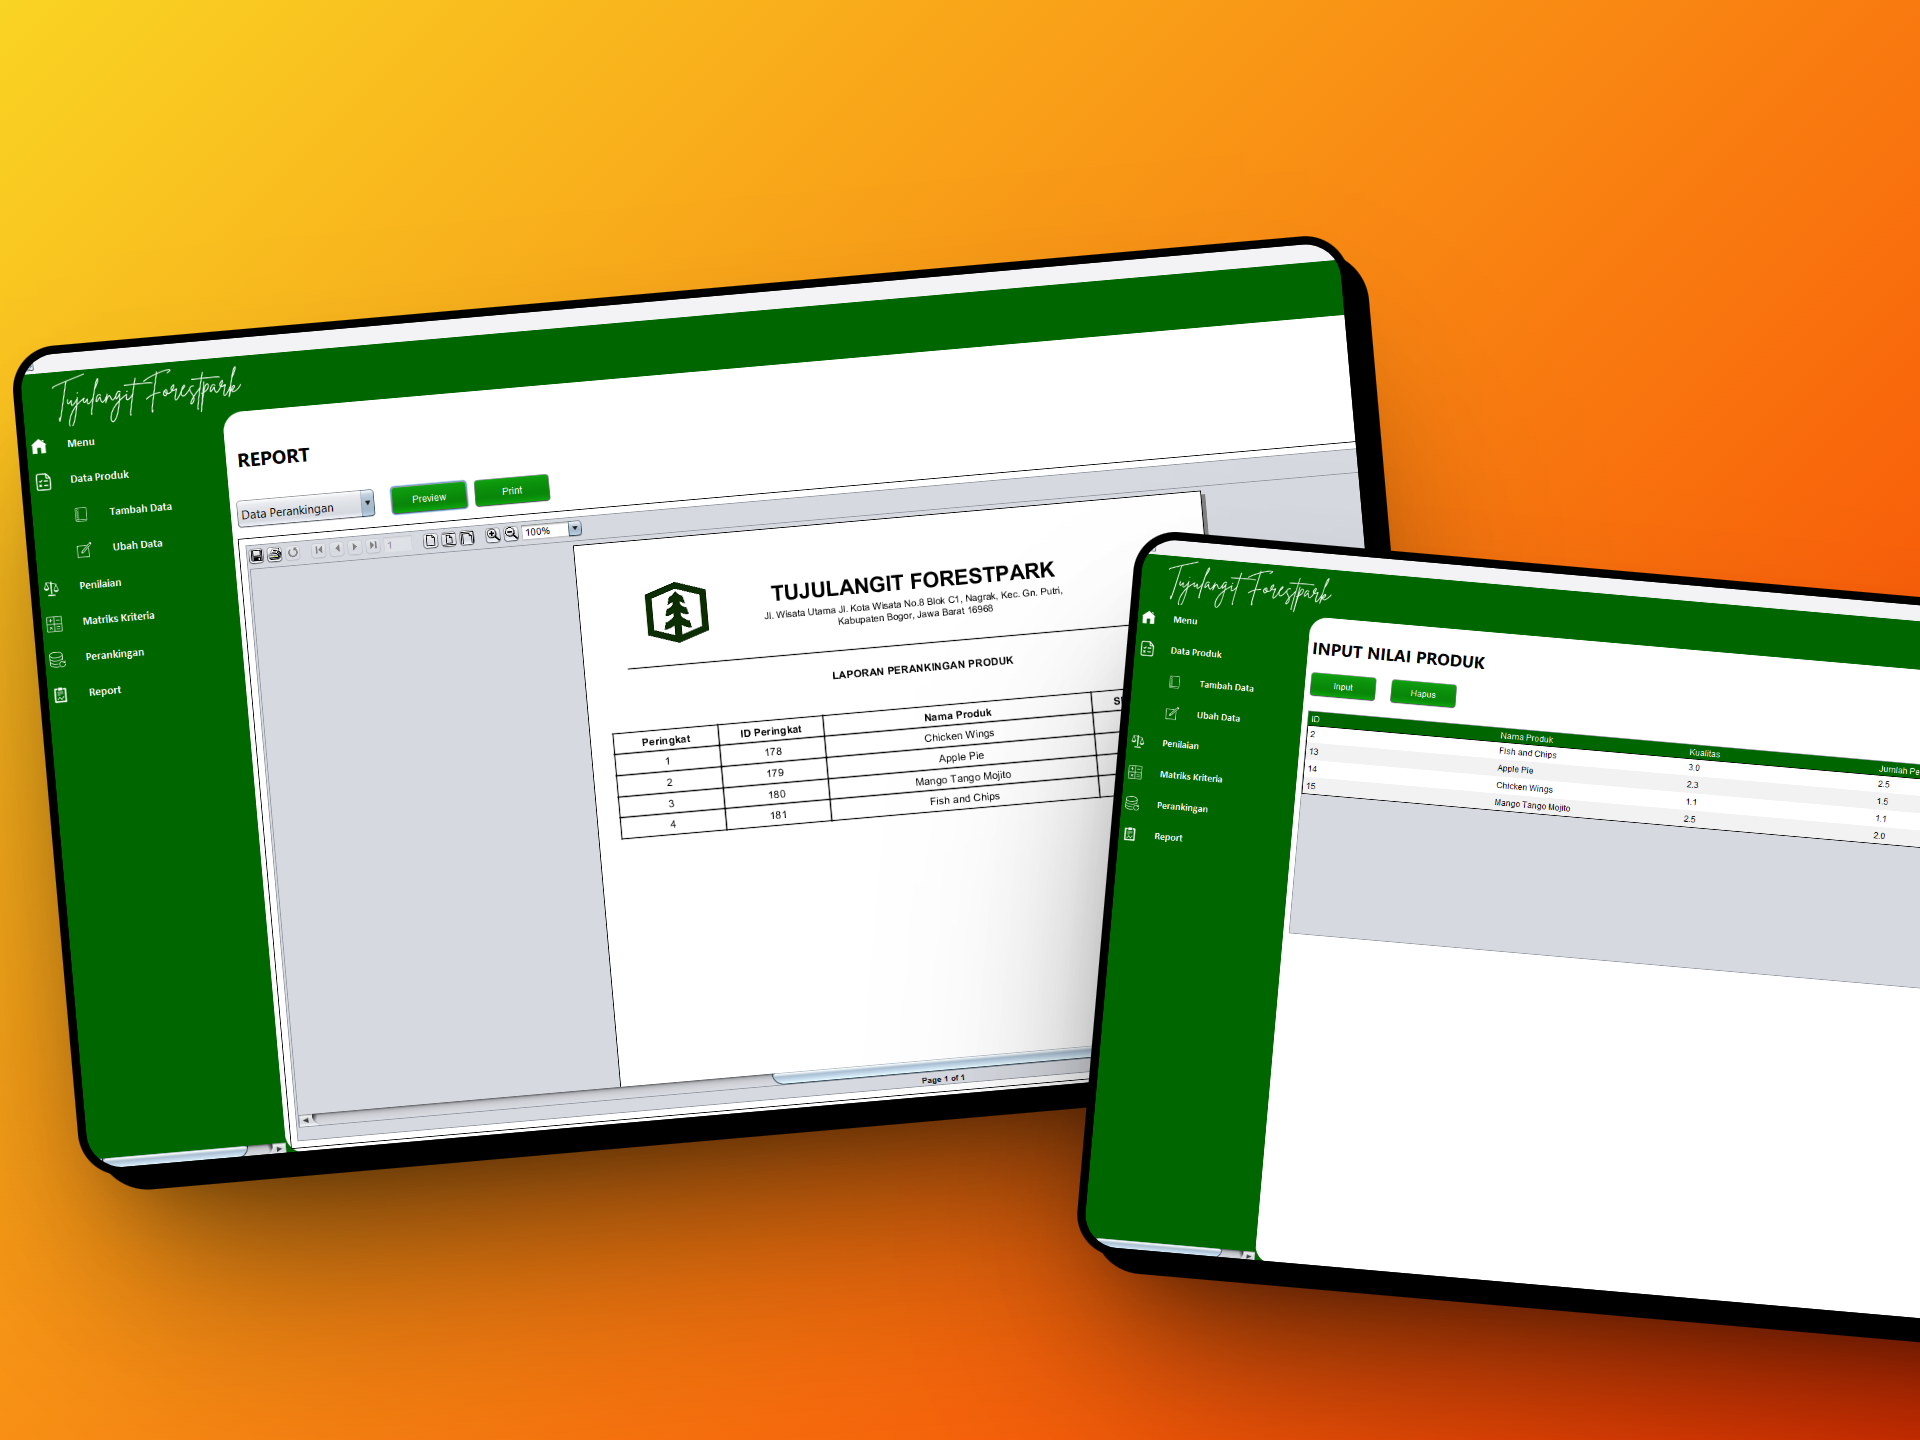 Tujulangit Forestpark
Menu
Data Produk
Tambah Data
Ubah Data
Penilaian
Matriks Kriteria
Perankingan
Report
REPORT
Data Perankingan
Preview
Print
1
100%
TUJULANGIT FORESTPARK
Jl. Wisata Utama Jl. Kota Wisata No.8 Blok C1, Nagrak, Kec. Gn. Putri,
Kabupaten Bogor, Jawa Barat 16968
LAPORAN PERANKINGAN PRODUK
Peringkat ID Peringkat Nama Produk
1 178 Chicken Wings
2 179 Apple Pie
3 180 Mango Tango Mojito
4 181 Fish and Chips
Page 1 of 1
Tujulangit Forestpark
Menu
Data Produk
Tambah Data
Ubah Data
Penilaian
Matriks Kriteria
Perankingan
Report
INPUT NILAI PRODUK
Input
Hapus
ID Nama Produk Kualitas Jumlah Pe
2 Fish and Chips 3.0 2.5
13 Apple Pie 2.3 1.5
14 Chicken Wings 1.1 1.1
15 Mango Tango Mojito 2.5 2.0